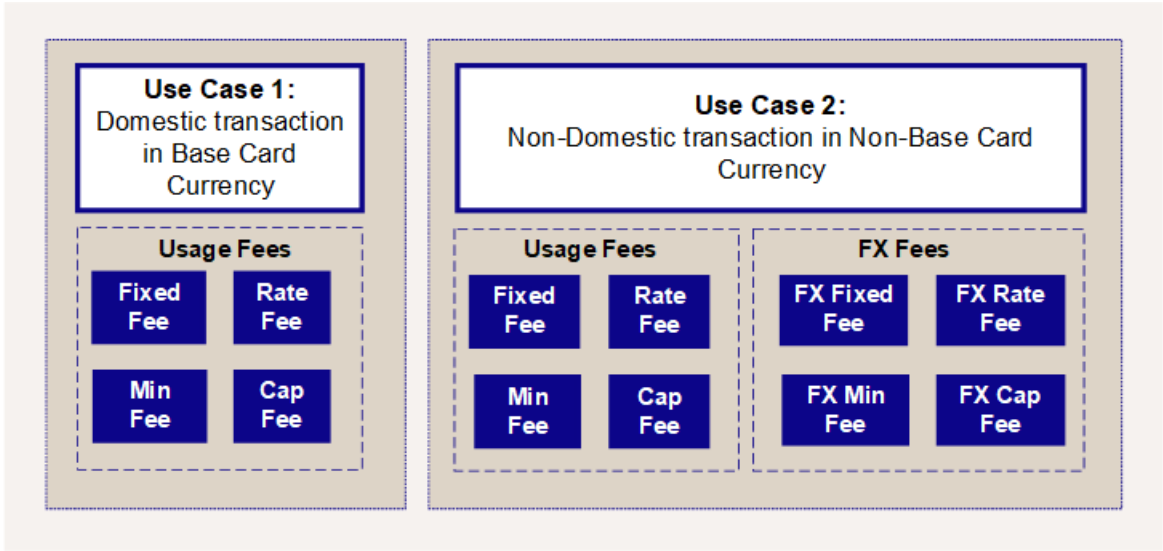 Use Case 1:
Domestic transaction
in Base Card
Currency
Usage Fees
Fixed
Fee
Rate
Fee
Min
Fee
Cap
Fee
Use Case 2:
Non-Domestic transaction in Non-Base Card
Currency
Usage Fees
Fixed
Fee
Rate
Fee
Min
Fee
Cap
Fee
FX Fees
FX Fixed
Fee
FX Rate
Fee
FX Min
Fee
FX Cap
Fee